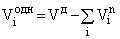 V_i^одн = V^д − ∑_i V_i^n